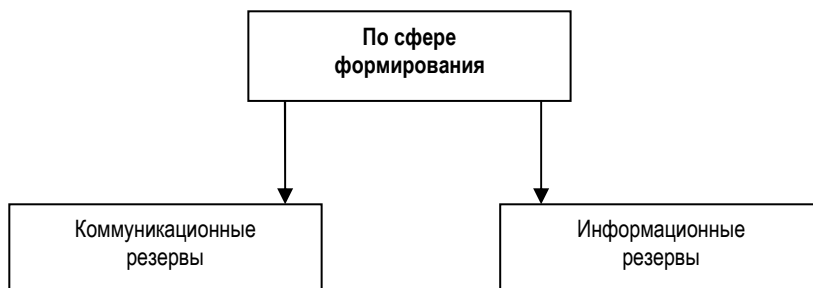 По сфере
формирования
Коммуникационные
резервы
Информационные
резервы